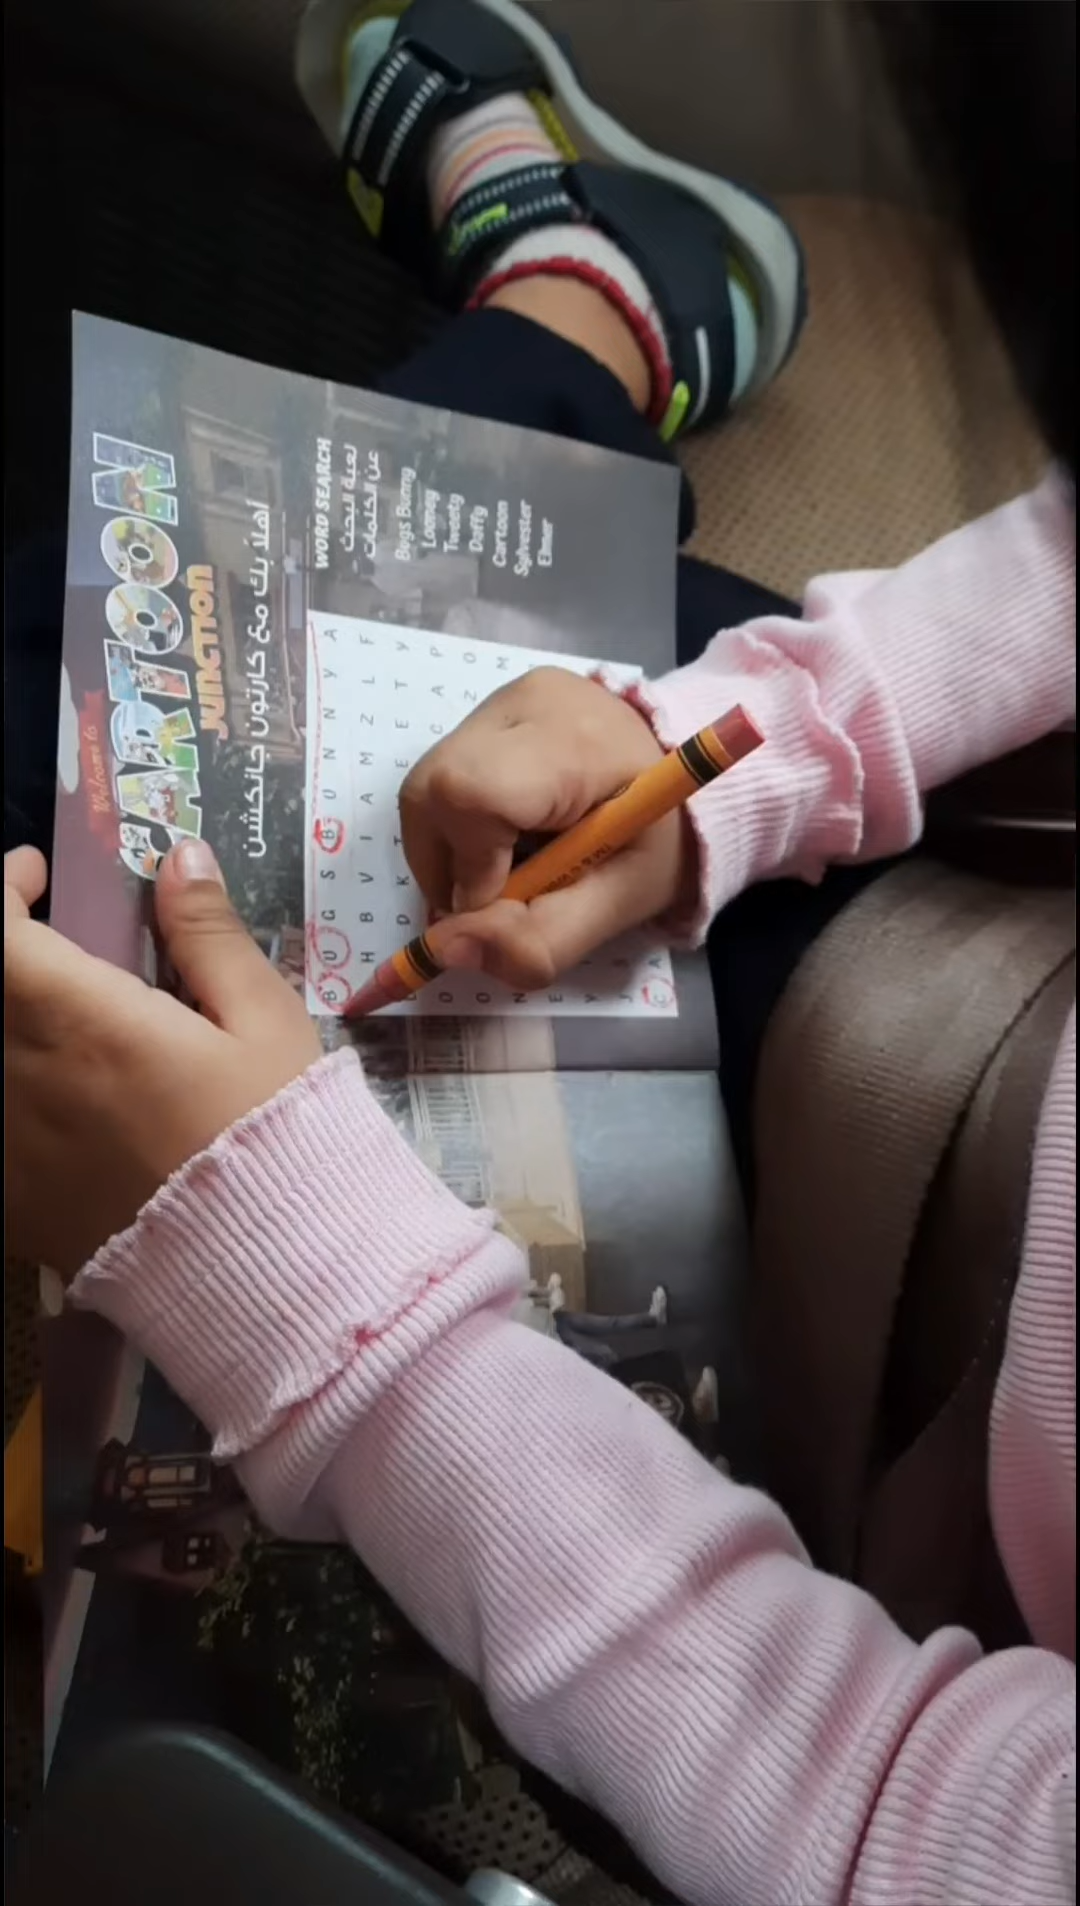 Welcome to
CARTOON
JUNCTION
أهلاً بك مع كارتون جانكشن
WORD SEARCH
لعبة البحث
عن الكلمات
Bugs Bunny
Looney
Tweety
Daffy
Cartoon
Sylvester
Elmer
B U G S B U N N Y A
H B V I A M Z L F
D K T E E T Y
O C A P
O Z O
N M
E
Y
J
C A